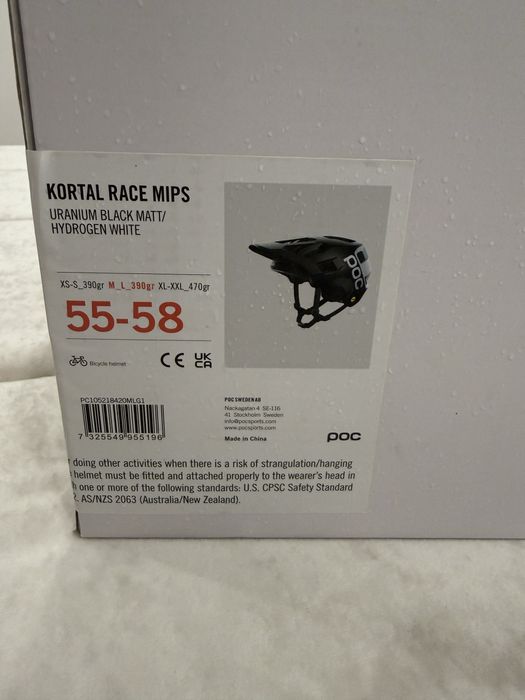 KORTAL RACE MIPS
URANIUM BLACK MATT/
HYDROGEN WHITE
XS-S_390gr M_L_390gr XL-XXL_470gr
55-58
Bicycle helmet
CE UK
CA
poc
PC105218420MLG1
7 325549 955196
POC SWEDEN AB
Nackagatan 4 SE-116
41 Stockholm Sweden
info@pocsports.com
www.pocsports.com
Made in China
poc
doing other activities when there is a risk of strangulation/hanging
helmet must be fitted and attached properly to the wearer's head in
one or more of the following standards: U.S. CPSC Safety Standard
AS/NZS 2063 (Australia/New Zealand).